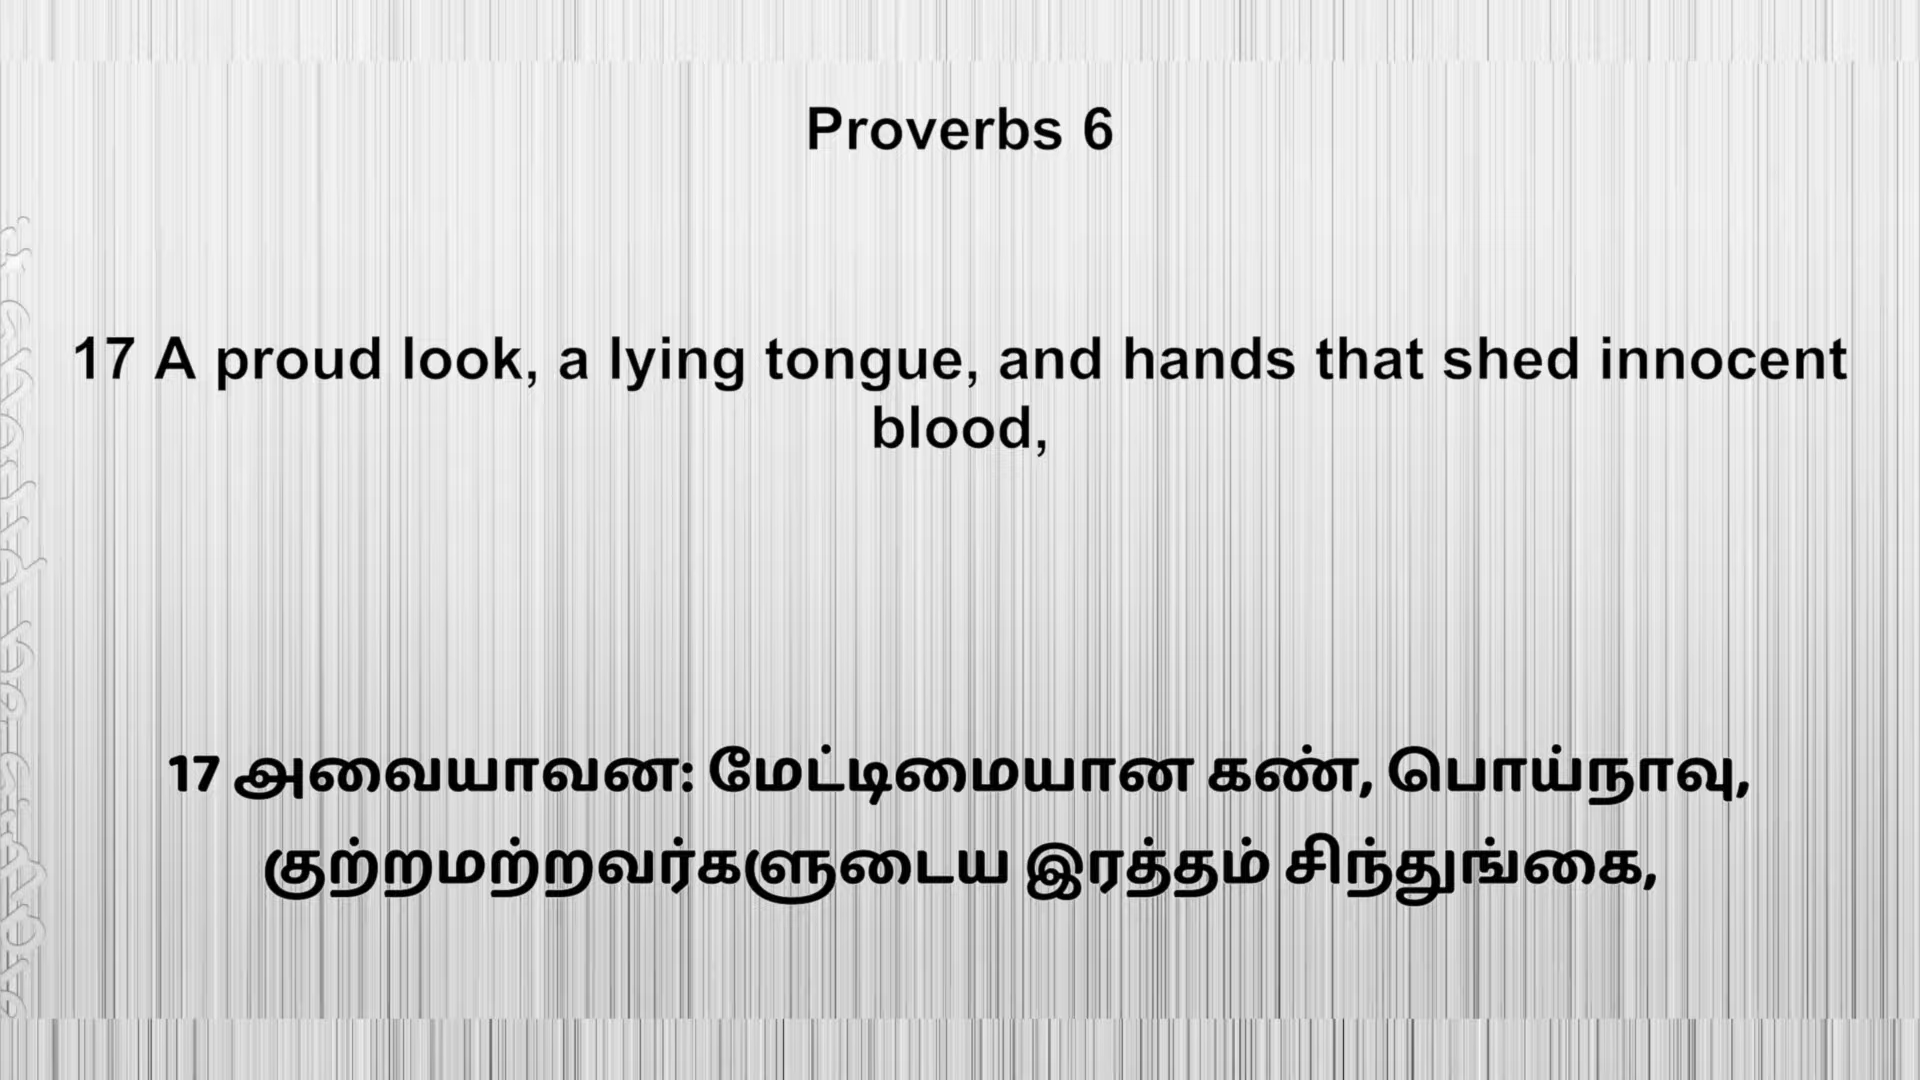 Proverbs 6
17 A proud look, a lying tongue, and hands that shed innocent
blood,
17 அவையாவன: மேட்டிமையான கண், பொய்நாவு,
குற்றமற்றவர்களுடைய இரத்தம் சிந்துங்கை,